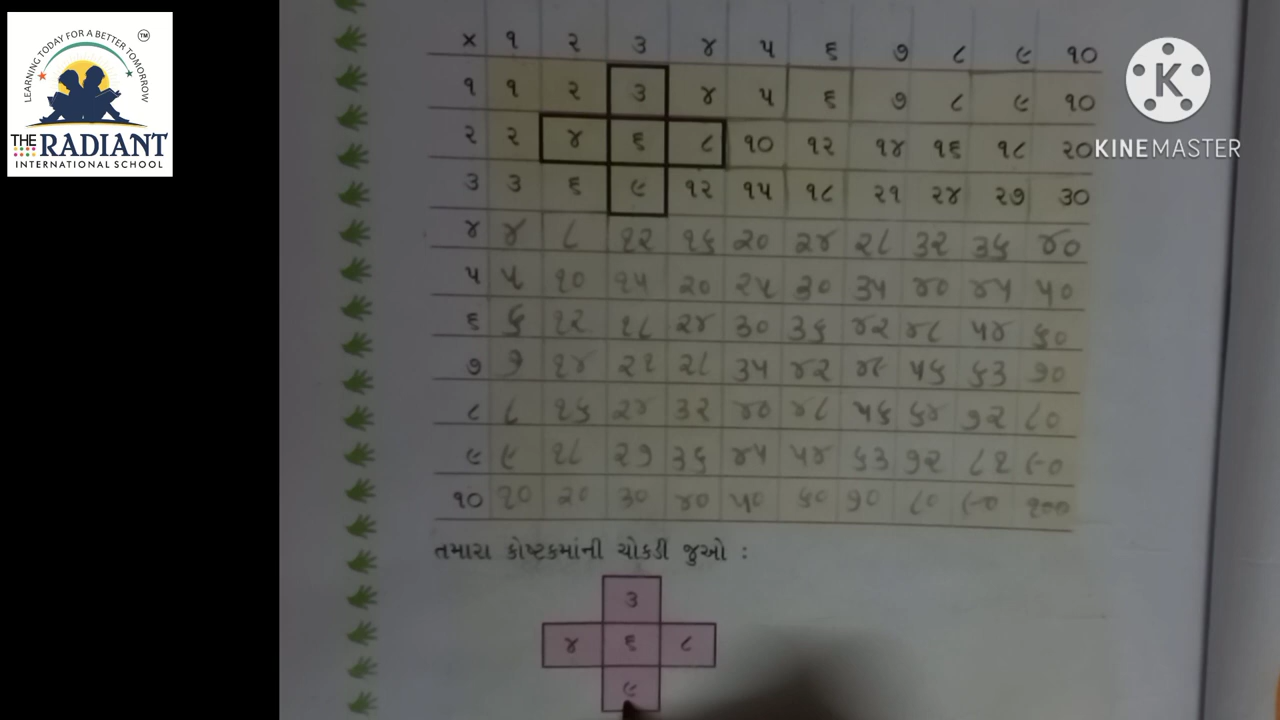 LEARNING TODAY FOR A BETTER TOMORROW
TM
THE RADIANT
INTERNATIONAL SCHOOL
K
KINEMASTER
× ૧ ૨ ૩ ૪ ૫ ૬ ૭ ૮ ૯ ૧૦
૧ ૧ ૨ ૩ ૪ ૫ ૬ ૭ ૮ ૯ ૧૦
૨ ૨ ૪ ૬ ૮ ૧૦ ૧૨ ૧૪ ૧૬ ૧૮ ૨૦
૩ ૩ ૬ ૯ ૧૨ ૧૫ ૧૮ ૨૧ ૨૪ ૨૭ ૩૦
૪ ૪ ૮ ૧૨ ૧૬ ૨૦ ૨૪ ૨૮ ૩૨ ૩૬ ૪૦
૫ ૫ ૧૦ ૧૫ ૨૦ ૨૫ ૩૦ ૩૫ ૪૦ ૪૫ ૫૦
૬ ૬ ૧૨ ૧૮ ૨૪ ૩૦ ૩૬ ૪૨ ૪૮ ૫૪ ૬૦
૭ ૭ ૧૪ ૨૧ ૨૮ ૩૫ ૪૨ ૪૯ ૫૬ ૬૩ ૭૦
૮ ૮ ૧૬ ૨૪ ૩૨ ૪૦ ૪૮ ૫૬ ૬૪ ૭૨ ૮૦
૯ ૯ ૧૮ ૨૭ ૩૬ ૪૫ ૫૪ ૬૩ ૭૨ ૮૧ ૯૦
૧૦ ૧૦ ૨૦ ૩૦ ૪૦ ૫૦ ૬૦ ૭૦ ૮૦ ૯૦ ૧૦૦
તમારા કોષ્ટકમાંની ચોકડી જુઓ :
૩
૪ ૬ ૮
૯